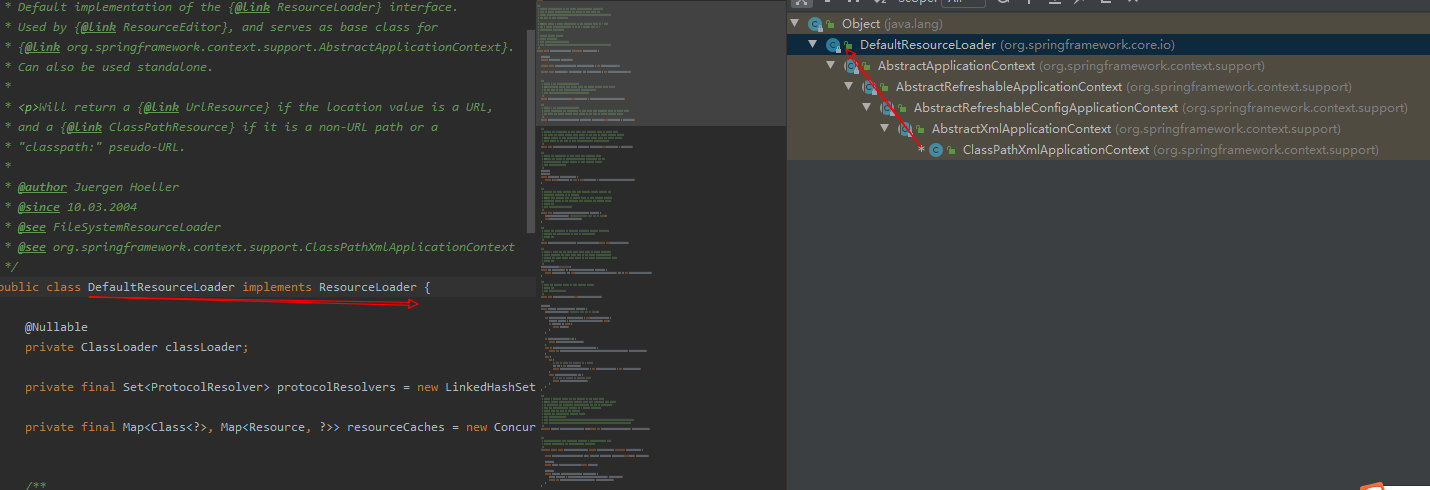 * Default implementation of the {@link ResourceLoader} interface.
* Used by {@link ResourceEditor}, and serves as base class for
* {@link org.springframework.context.support.AbstractApplicationContext}.
* Can also be used standalone.
*
* <p>Will return a {@link UrlResource} if the location value is a URL,
* and a {@link ClassPathResource} if it is a non-URL path or a
* "classpath:" pseudo-URL.
*
* @author Juergen Hoeller
* @since 10.03.2004
* @see FileSystemResourceLoader
* @see org.springframework.context.support.ClassPathXmlApplicationContext
*/
public class DefaultResourceLoader implements ResourceLoader {
@Nullable
private ClassLoader classLoader;
private final Set<ProtocolResolver> protocolResolvers = new LinkedHashSet
private final Map<Class<?>, Map<Resource, ?>> resourceCaches = new Concur
/**
Object (java.lang)
DefaultResourceLoader (org.springframework.core.io)
AbstractApplicationContext (org.springframework.context.support)
AbstractRefreshableApplicationContext (org.springframework.context.support)
AbstractRefreshableConfigApplicationContext (org.springframework.context.support)
AbstractXmlApplicationContext (org.springframework.context.support)
* ClassPathXmlApplicationContext (org.springframework.context.support)